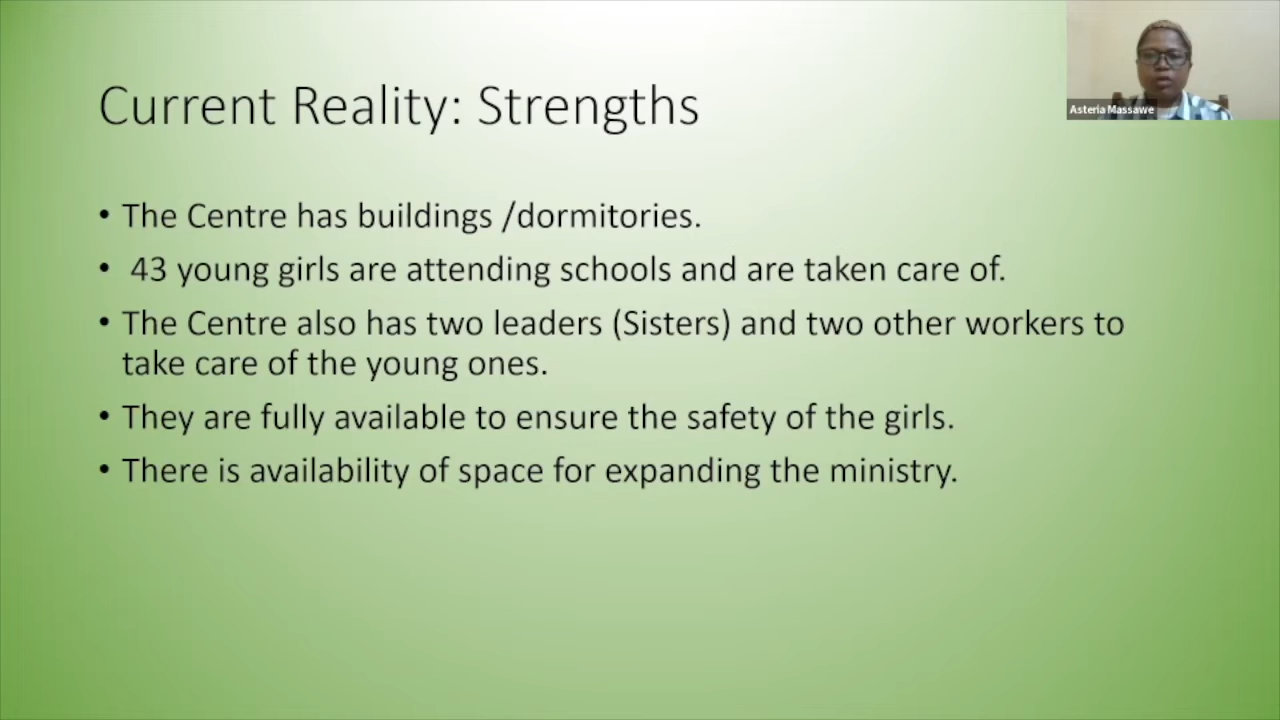 Current Reality: Strengths
Asteria Massawe
• The Centre has buildings /dormitories.
• 43 young girls are attending schools and are taken care of.
• The Centre also has two leaders (Sisters) and two other workers to
take care of the young ones.
• They are fully available to ensure the safety of the girls.
• There is availability of space for expanding the ministry.